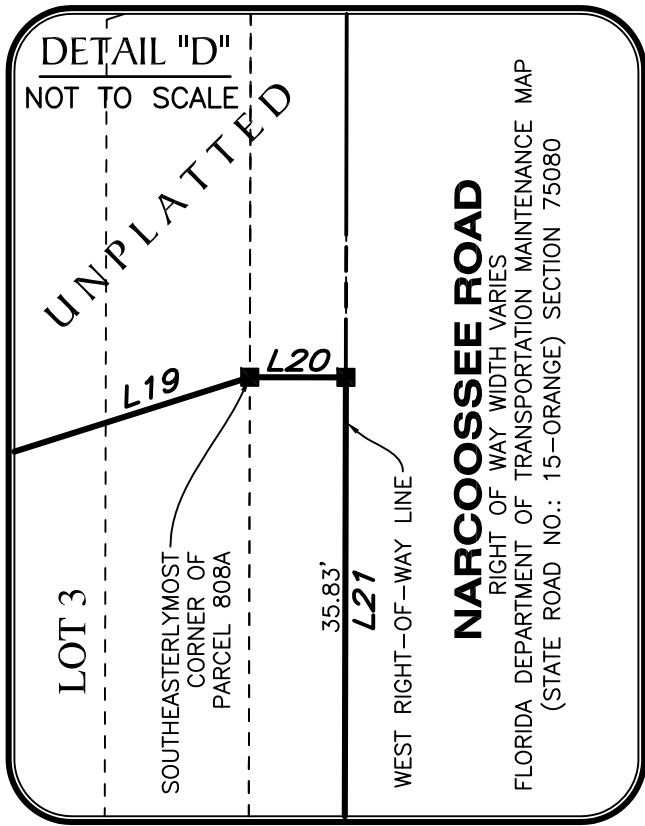 DETAIL "D"
NOT TO SCALE
UNPLATTED
L19
L20
LOT 3
SOUTHEASTERLYMOST
CORNER OF
PARCEL 808A
35.83'
L21
WEST RIGHT-OF-WAY LINE
NARCOOSSEE ROAD
RIGHT OF WAY WIDTH VARIES
FLORIDA DEPARTMENT OF TRANSPORTATION MAINTENANCE MAP
(STATE ROAD NO.: 15-ORANGE) SECTION 75080